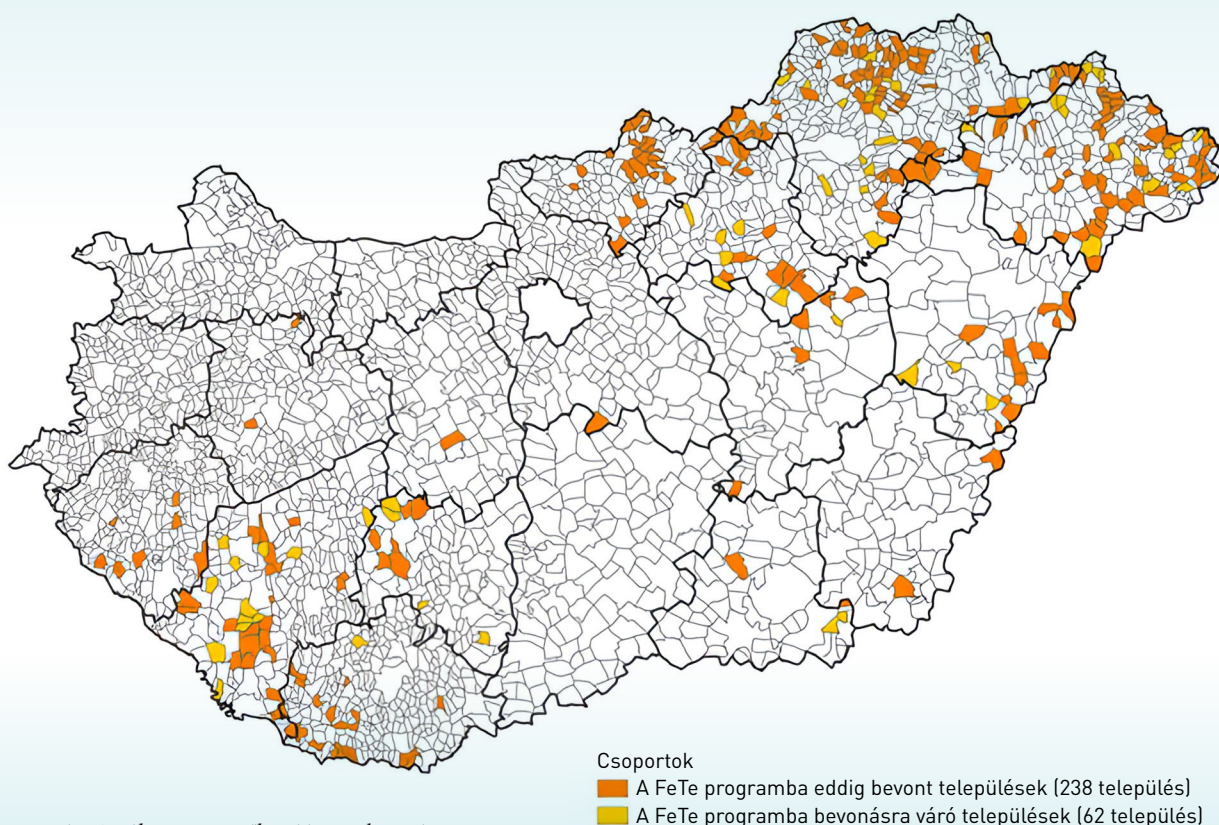 Csoportok
A FeTe programba eddig bevont települések (238 település)
A FeTe programba bevonásra váró települések (62 település)